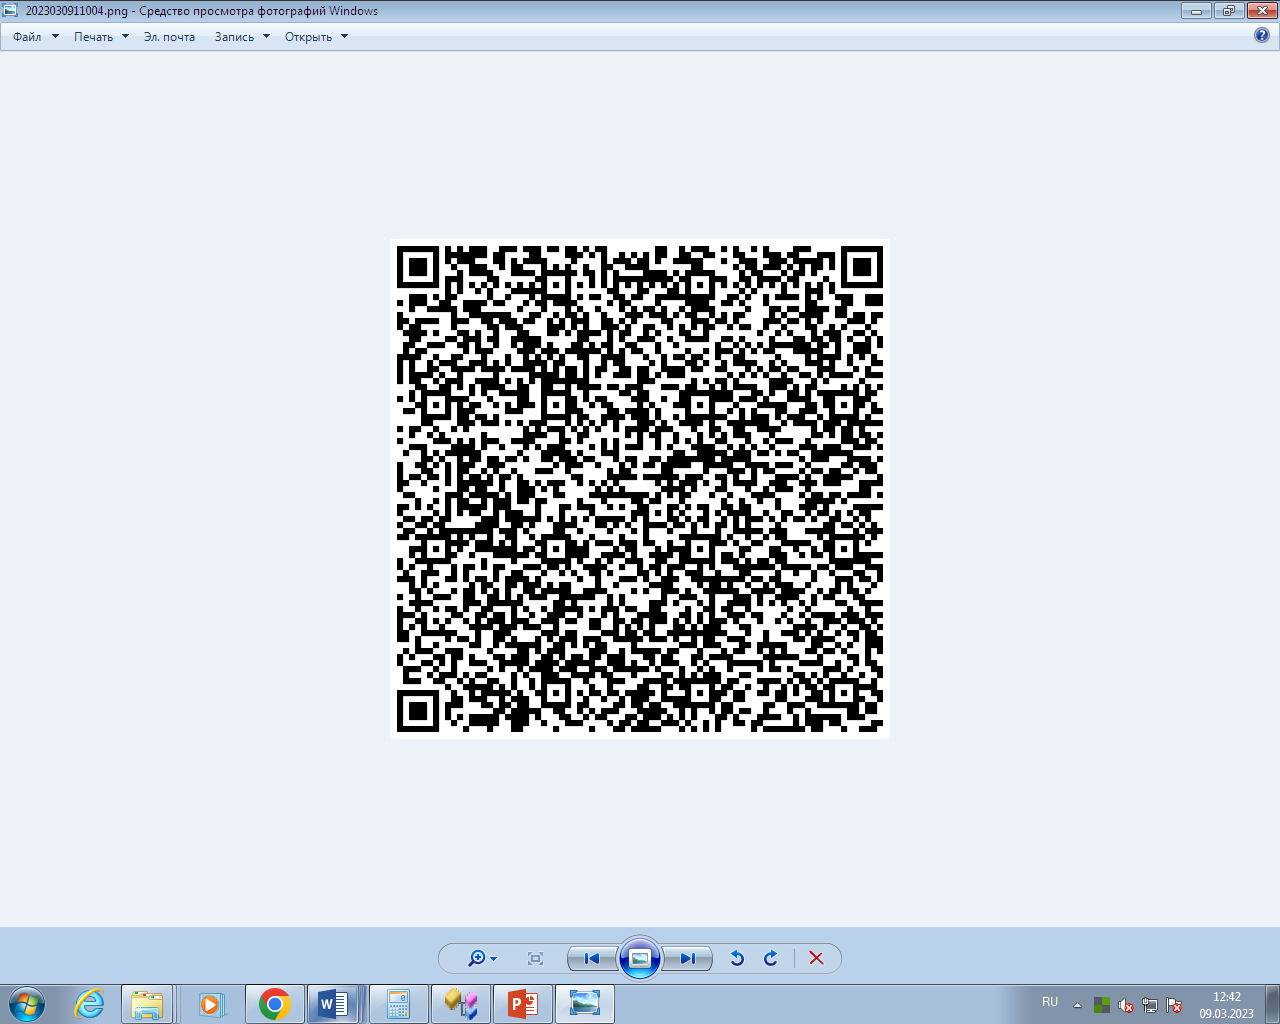 2023030911004.png - Средство просмотра фотографий Windows
Файл Печать Эл. почта Запись Открыть
RU
12:42
09.03.2023